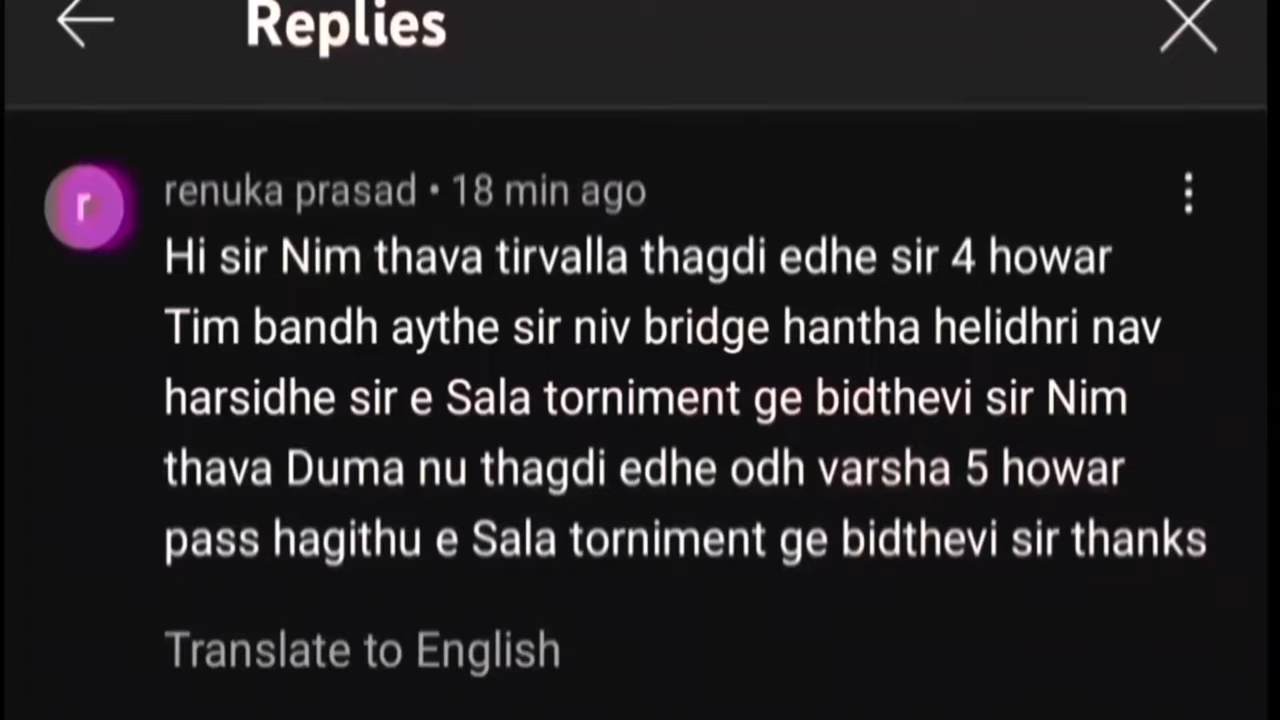 Replies
renuka prasad • 18 min ago
Hi sir Nim thava tirvalla thagdi edhe sir 4 howar
Tim bandh aythe sir niv bridge hantha helidhri nav
harsidhe sir e Sala torniment ge bidthevi sir Nim
thava Duma nu thagdi edhe odh varsha 5 howar
pass hagithu e Sala torniment ge bidthevi sir thanks
Translate to English